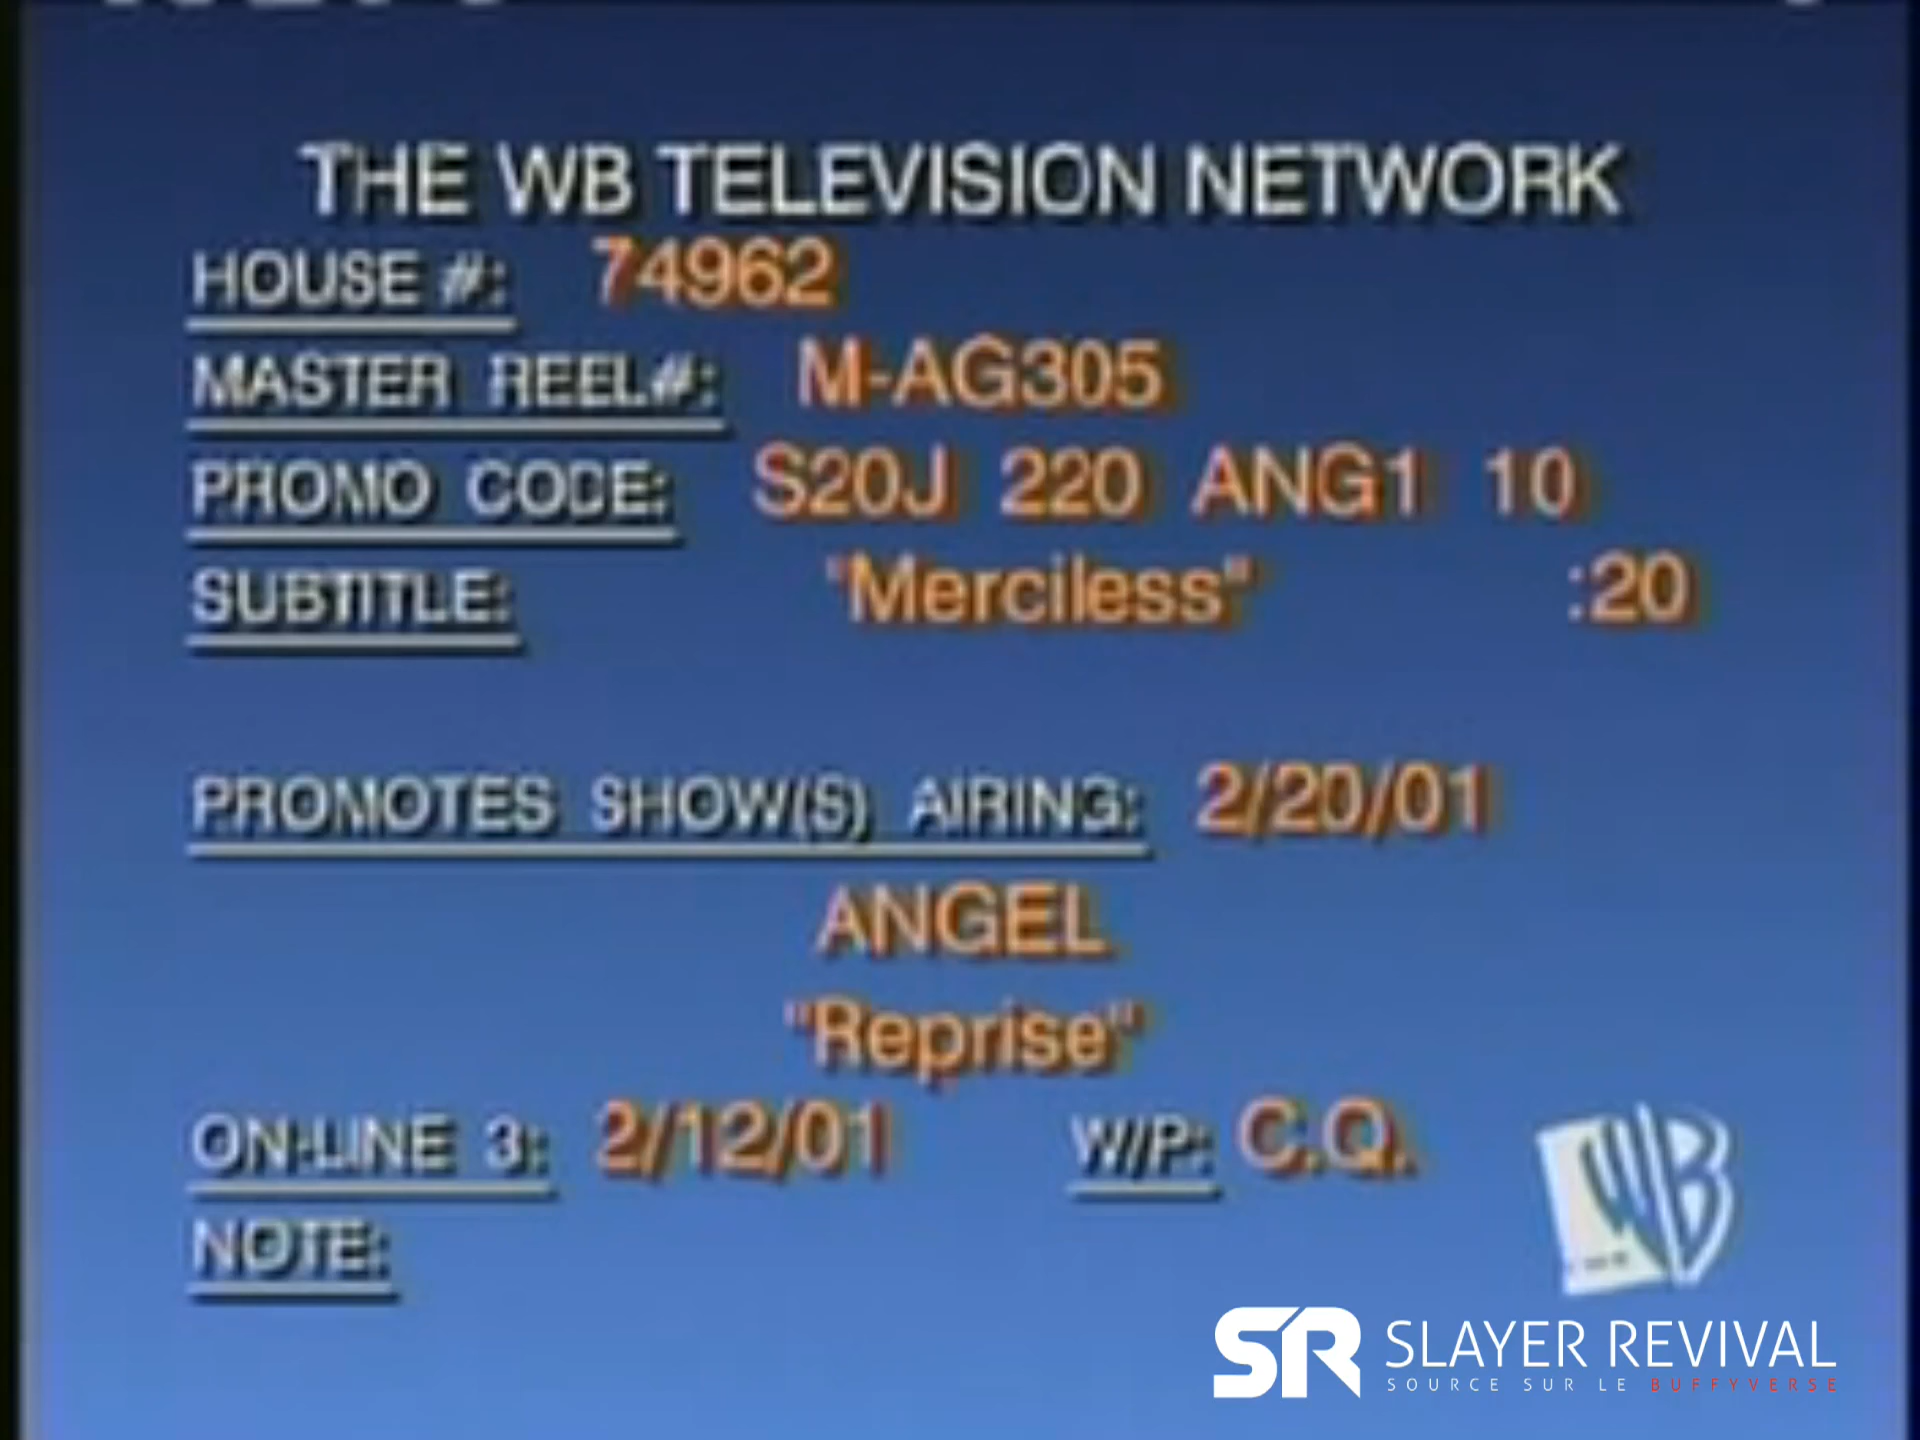 THE WB TELEVISION NETWORK
HOUSE #: 74962
MASTER REEL#: M-AG305
PROMO CODE: S20J 220 ANG1 10
SUBTITLE: "Merciless" :20
PROMOTES SHOW(S) AIRING: 2/20/01
ANGEL
"Reprise"
ON-LINE 3: 2/12/01 W/P: C.Q.
NOTE:
WB
SR SLAYER REVIVAL
SOURCE SUR LE BUFFYVERSE